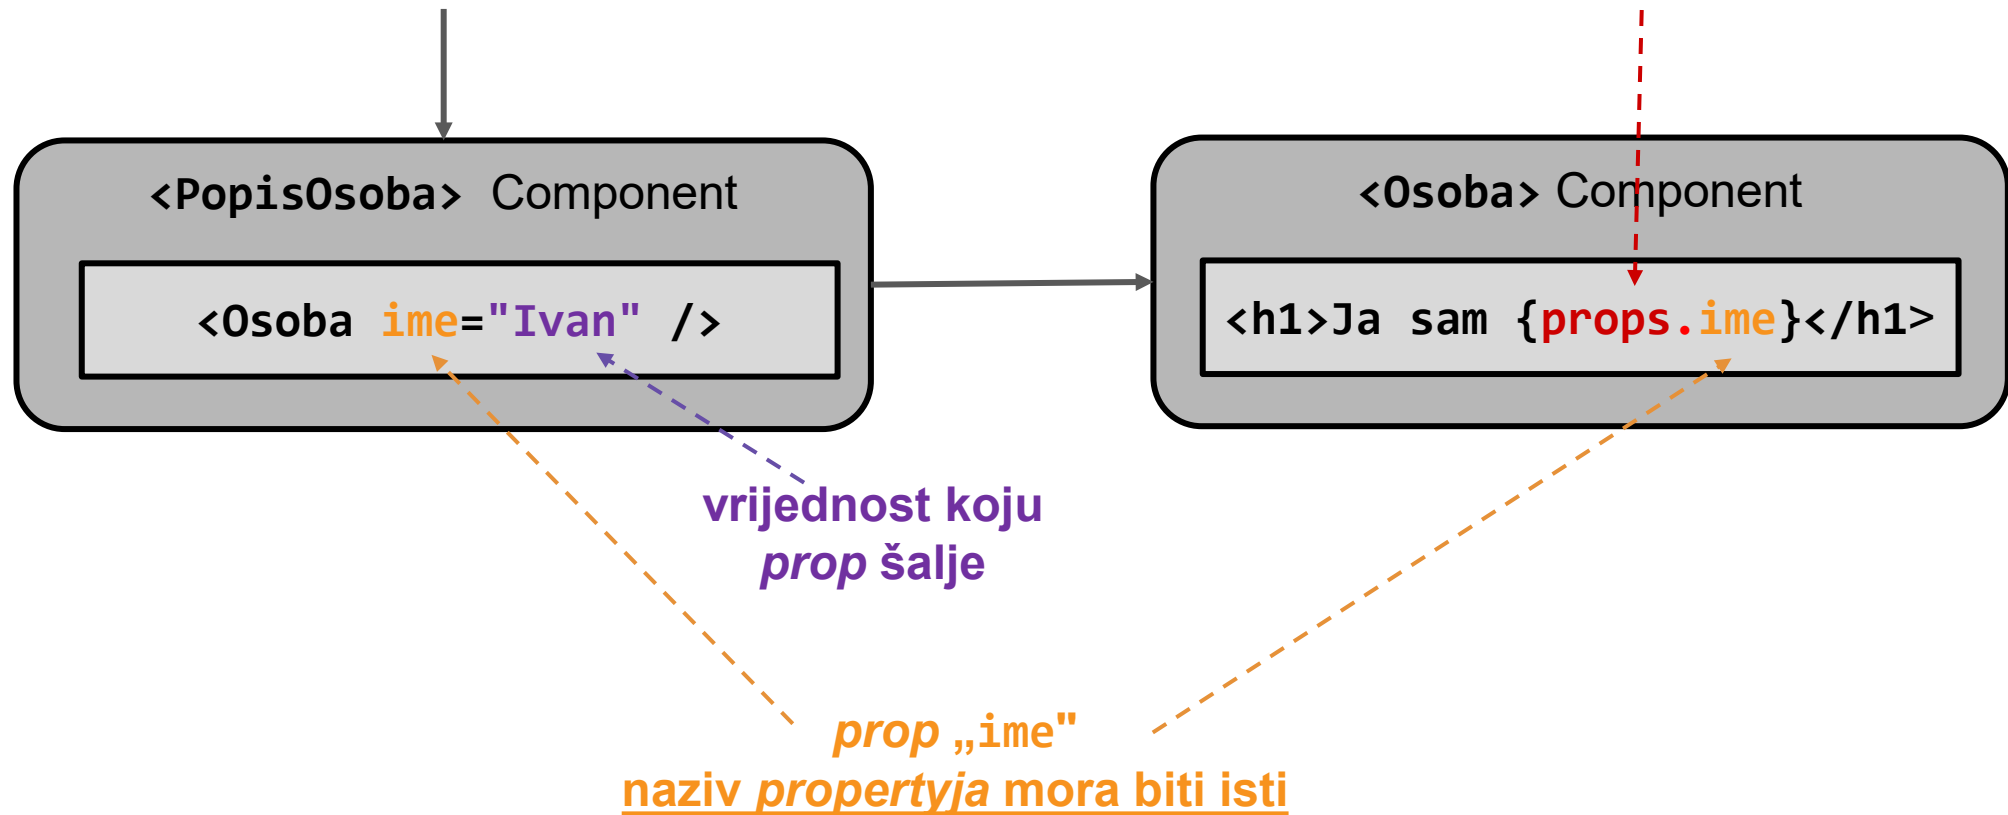 <PopisOsoba> Component
<Osoba ime="Ivan" />
<Osoba> Component
<h1>Ja sam {props.ime}</h1>
vrijednost koju
prop šalje
prop „ime"
naziv propertyja mora biti isti